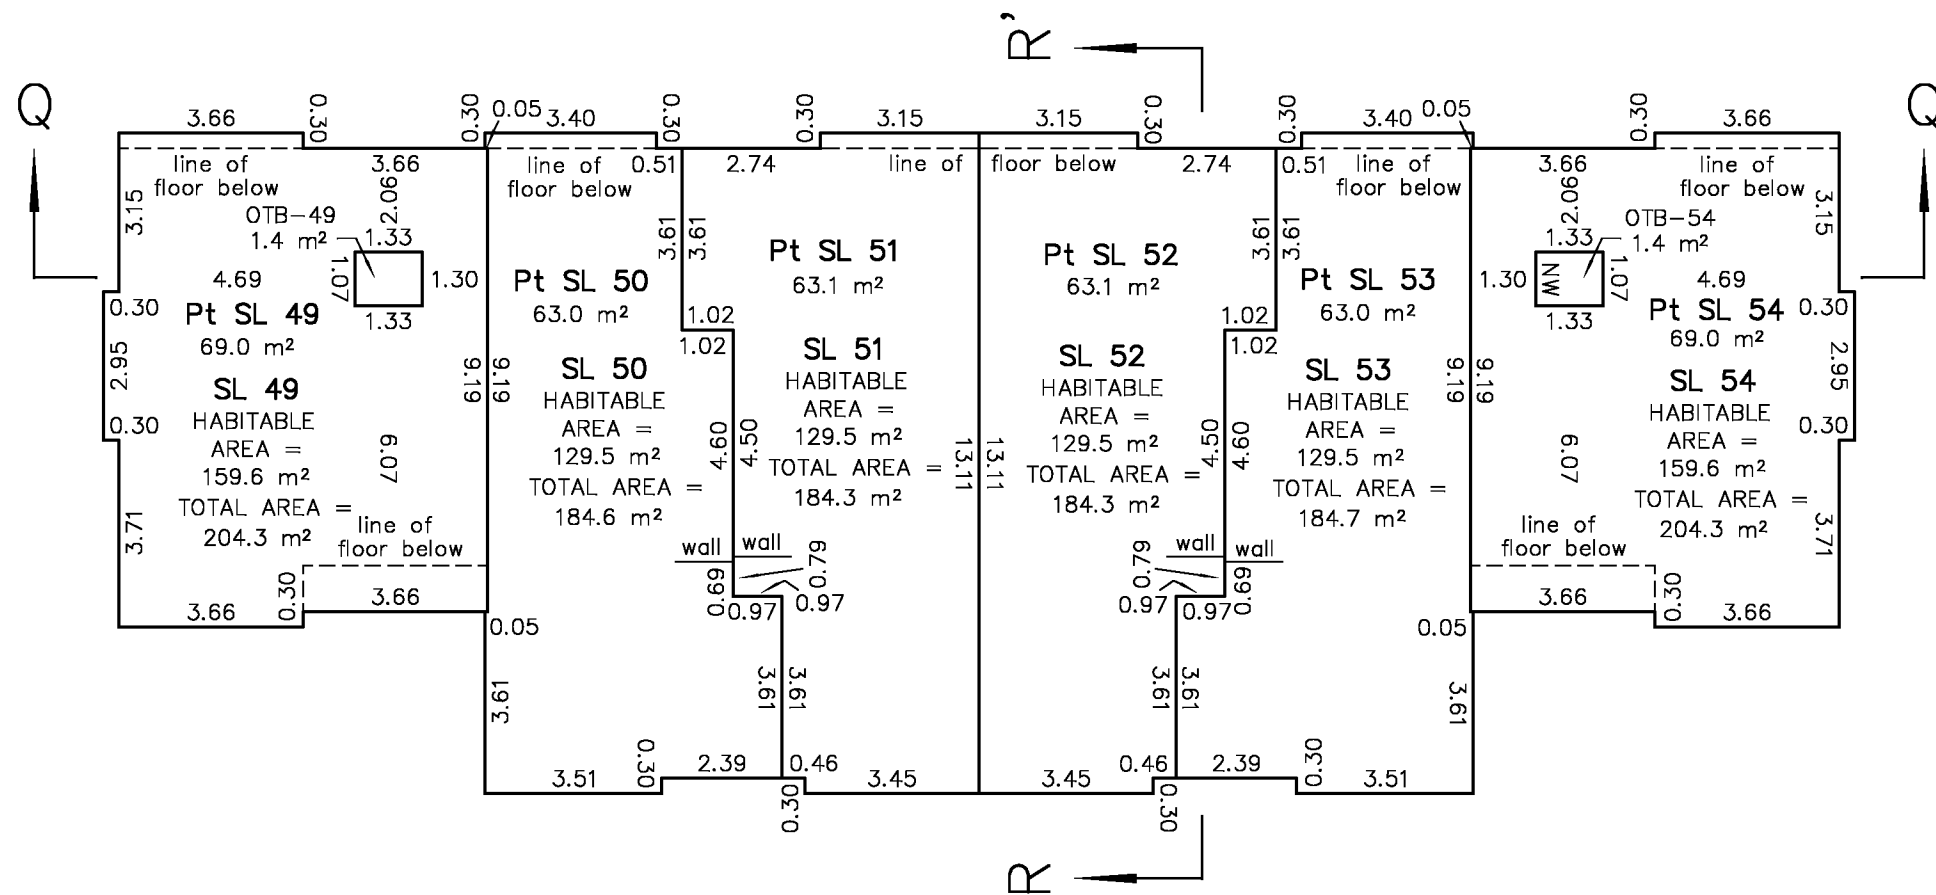 R'
Q
Q
3.66
0.30
0.30
0.05
3.40
0.30
0.30
3.15
3.15
0.30
0.30
3.40
0.05
0.30
3.66
line of
floor below
3.66
line of
floor below
0.51
2.74
line of
floor below
2.74
0.51
line of
floor below
3.66
line of
floor below
3.15
OTB-49
1.4 m²
2.06
1.33
1.07
1.30
1.33
4.69
0.30
2.95
0.30
3.71
Pt SL 49
69.0 m²
SL 49
HABITABLE
AREA =
159.6 m²
TOTAL AREA =
204.3 m²
6.07
line of
floor below
3.66
0.30
3.66
9.19
9.19
Pt SL 50
63.0 m²
SL 50
HABITABLE
AREA =
129.5 m²
TOTAL AREA =
184.6 m²
3.61
3.61
1.02
1.02
4.60
4.50
wall
wall
0.69
0.79
0.97
0.97
0.05
3.61
3.61
3.61
3.51
0.30
2.39
0.46
0.30
3.45
Pt SL 51
63.1 m²
SL 51
HABITABLE
AREA =
129.5 m²
TOTAL AREA =
184.3 m²
13.11
13.11
Pt SL 52
63.1 m²
SL 52
HABITABLE
AREA =
129.5 m²
TOTAL AREA =
184.3 m²
3.61
3.61
1.02
1.02
4.50
4.60
wall
wall
0.79
0.69
0.97
0.97
3.61
3.61
3.45
0.46
0.30
2.39
0.30
3.51
Pt SL 53
63.0 m²
SL 53
HABITABLE
AREA =
129.5 m²
TOTAL AREA =
184.7 m²
9.19
9.19
0.05
3.61
2.06
OTB-54
1.4 m²
1.33
1.30
NW
1.07
1.33
4.69
3.15
Pt SL 54
69.0 m²
0.30
2.95
0.30
3.71
SL 54
HABITABLE
AREA =
159.6 m²
TOTAL AREA =
204.3 m²
6.07
line of
floor below
3.66
0.30
3.66
R